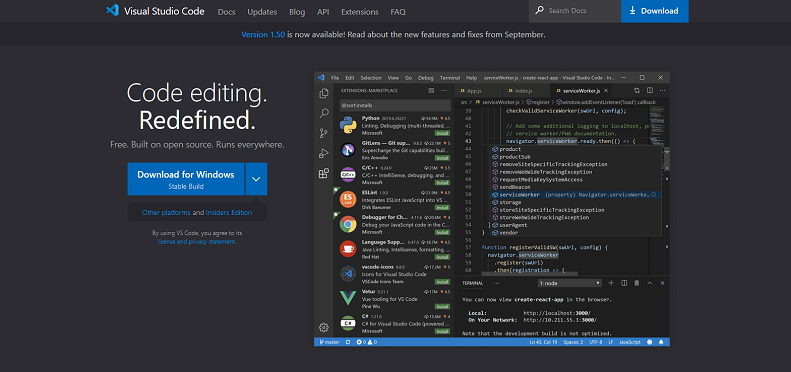 Visual Studio Code Docs Updates Blog API Extensions FAQ Search Docs Download
Version 1.50 is now available! Read about the new features and fixes from September.
Code editing.
Redefined.
Free. Built on open source. Runs everywhere.
Download for Windows
Stable Build
Other platforms and Insiders Edition
By using VS Code, you agree to its
license and privacy statement.
File Edit Selection View Go Debug Terminal Help serviceWorker.js - create-react-app - Visual Studio Code - In...
EXTENSIONS: MARKETPLACE
@sort:installs
Python 2019.6.24221 54.9M 4.5
Linting, Debugging (multi-threaded, ...
Microsoft Install
GitLens — Git sup... 9.8.5 23.1M 5
Supercharge the Git capabilities buil...
Eric Amodio Install
C/C++ 0.24.0 23M 3.5
C/C++ IntelliSense, debugging, and ...
Microsoft Install
ESLint 1.9.0 21.9M 4.5
Integrates ESLint JavaScript into VS ...
Dirk Baeumer Install
Debugger for Ch... 4.11.6 20.6M 4
Debug your JavaScript code in the C...
Microsoft Install
Language Supp... 0.47.0 18.7M 4.5
Java Linting, Intellisense, formatting, ...
Red Hat Install
vscode-icons 8.8.0 17.2M 5
Icons for Visual Studio Code
VSCode Icons Team Install
Vetur 0.21.1 17M 4.5
Vue tooling for VS Code
Pine Wu Install
C# 1.21.0 15.6M 4
C# for Visual Studio Code (powered ...
Microsoft Install
App.js index.js serviceWorker.js
src > serviceWorker.js > register > window.addEventListener('load') callback
39 checkValidServiceWorker(swUrl, config);
40
41 // Add some additional logging to localhost, p
42 // service worker/PWA documentation.
43 navigator.serviceWorker.ready.then(() => {
product
productSub
removeSiteSpecificTrackingException
removeWebWideTrackingException
requestMediaKeySystemAccess
sendBeacon
serviceWorker (property) Navigator.serviceWorke...
storage
storeSiteSpecificTrackingException
storeWebWideTrackingException
userAgent
vendor
function registerValidSW(swUrl, config) {
navigator.serviceWorker
.register(swUrl)
.then(registration => {
TERMINAL ... 1: node
You can now view create-react-app in the browser.
Local: http://localhost:3000/
On Your Network: http://10.211.55.3:3000/
Note that the development build is not optimized.
master 0 0 Ln 43, Col 19 Spaces: 2 UTF-8 LF JavaScript